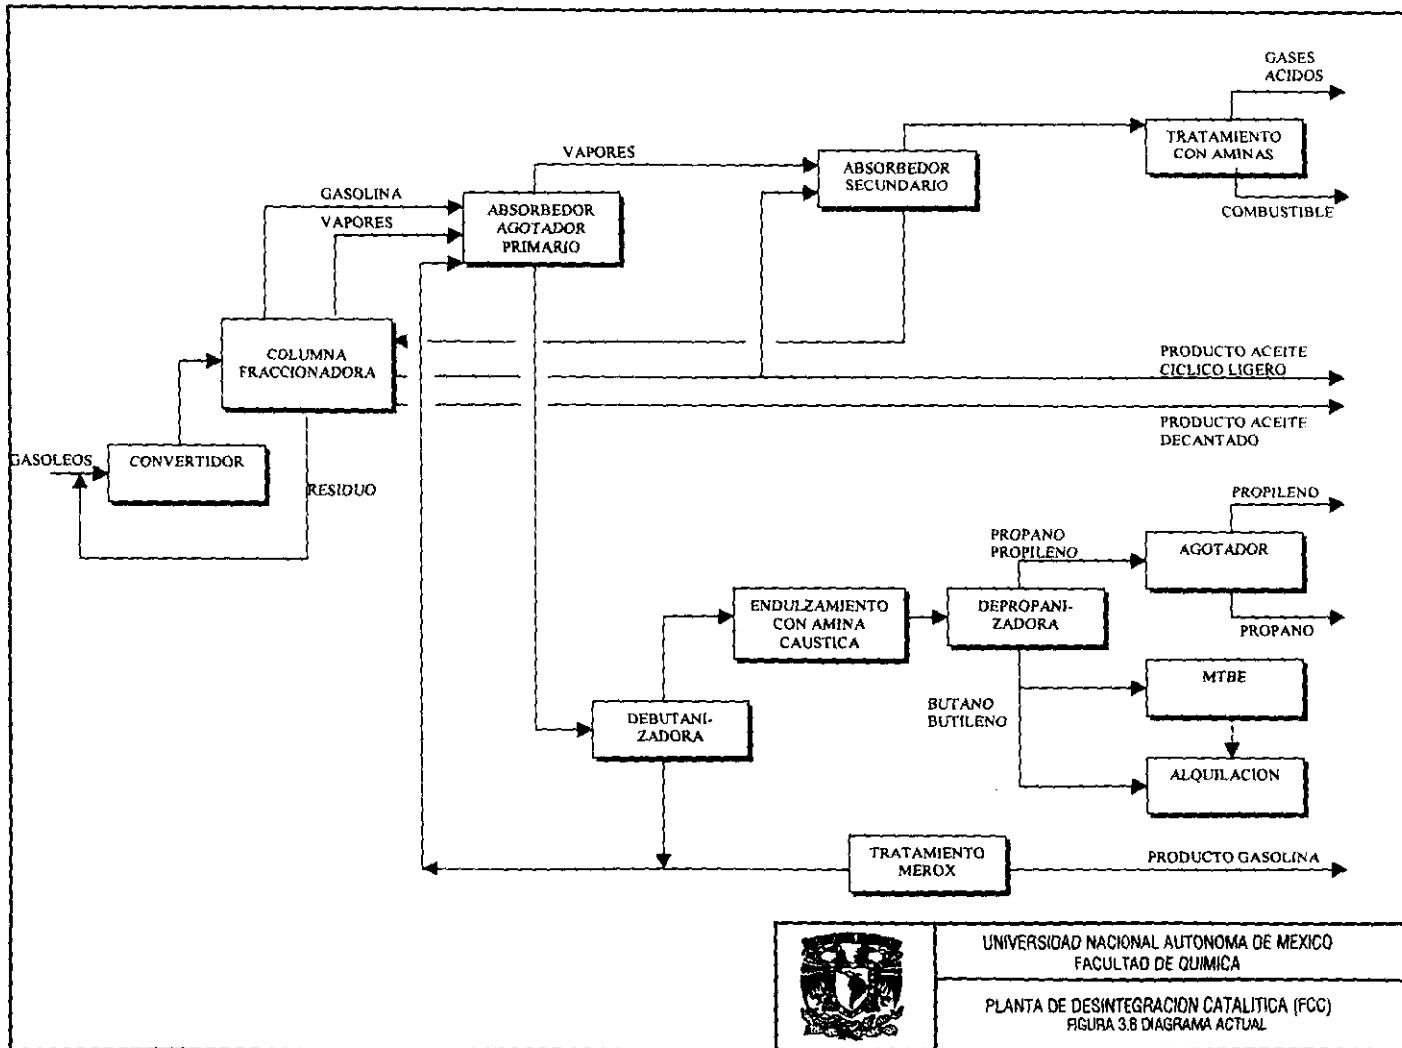 GASES
ACIDOS
TRATAMIENTO
CON AMINAS
COMBUSTIBLE
VAPORES
ABSORBEDOR
SECUNDARIO
GASOLINA
VAPORES
ABSORBEDOR
AGOTADOR
PRIMARIO
COLUMNA
FRACCIONADORA
PRODUCTO ACEITE
CICLICO LIGERO
PRODUCTO ACEITE
DECANTADO
GASOLEOS
CONVERTIDOR
RESIDUO
PROPILENO
PROPANO
PROPILENO
AGOTADOR
PROPANO
ENDULZAMIENTO
CON AMINA
CAUSTICA
DEPROPANI-
ZADORA
MTBE
BUTANO
BUTILENO
DEBUTANI-
ZADORA
ALQUILACION
TRATAMIENTO
MEROX
PRODUCTO GASOLINA
UNIVERSIDAD NACIONAL AUTONOMA DE MEXICO
FACULTAD DE QUIMICA
PLANTA DE DESINTEGRACION CATALITICA (FCC)
FIGURA 3.6 DIAGRAMA ACTUAL